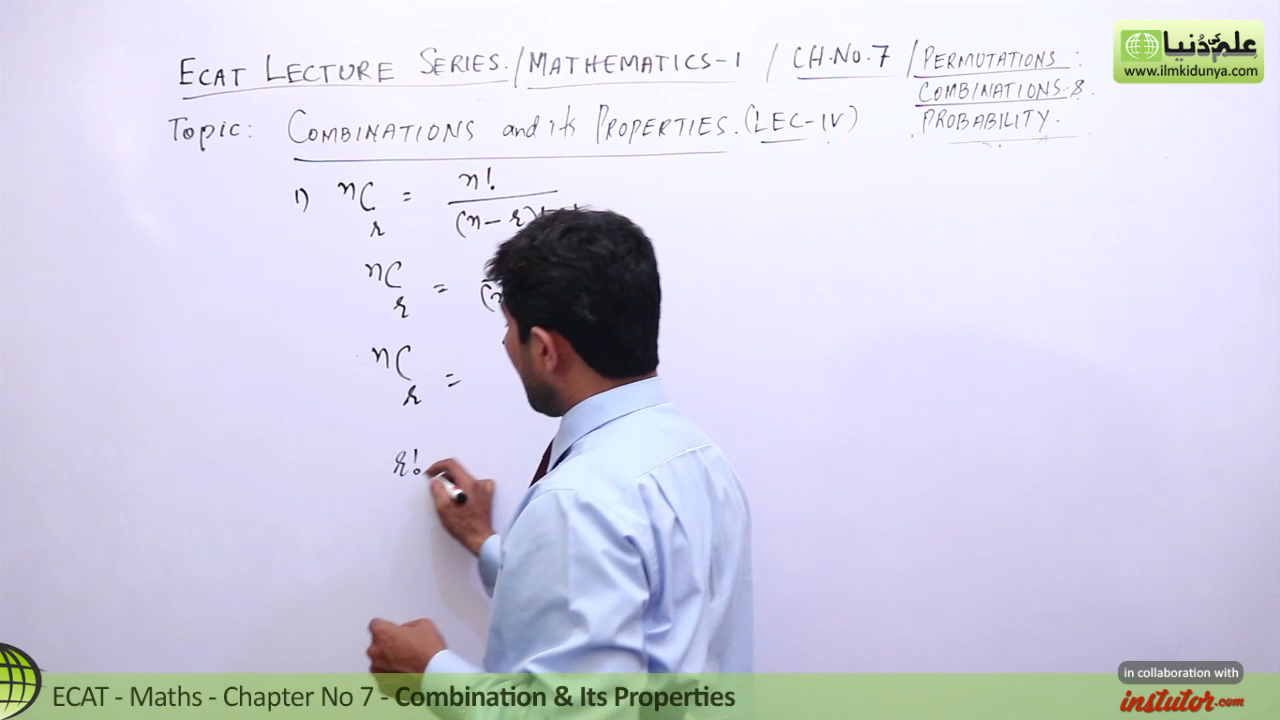 ECAT LECTURE SERIES. / MATHEMATICS-1 / CH.NO.7 / PERMUTATIONS :
COMBINATIONS &
PROBABILITY.
Topic: COMBINATIONS and its PROPERTIES. (LEC-IV)
1) nCr = n!
(n-r)
nCr =
nCr =
r!
علم کی دُنیا
www.ilmkidunya.com
ECAT - Maths - Chapter No 7 - Combination & Its Properties
in collaboration with
instutor.com